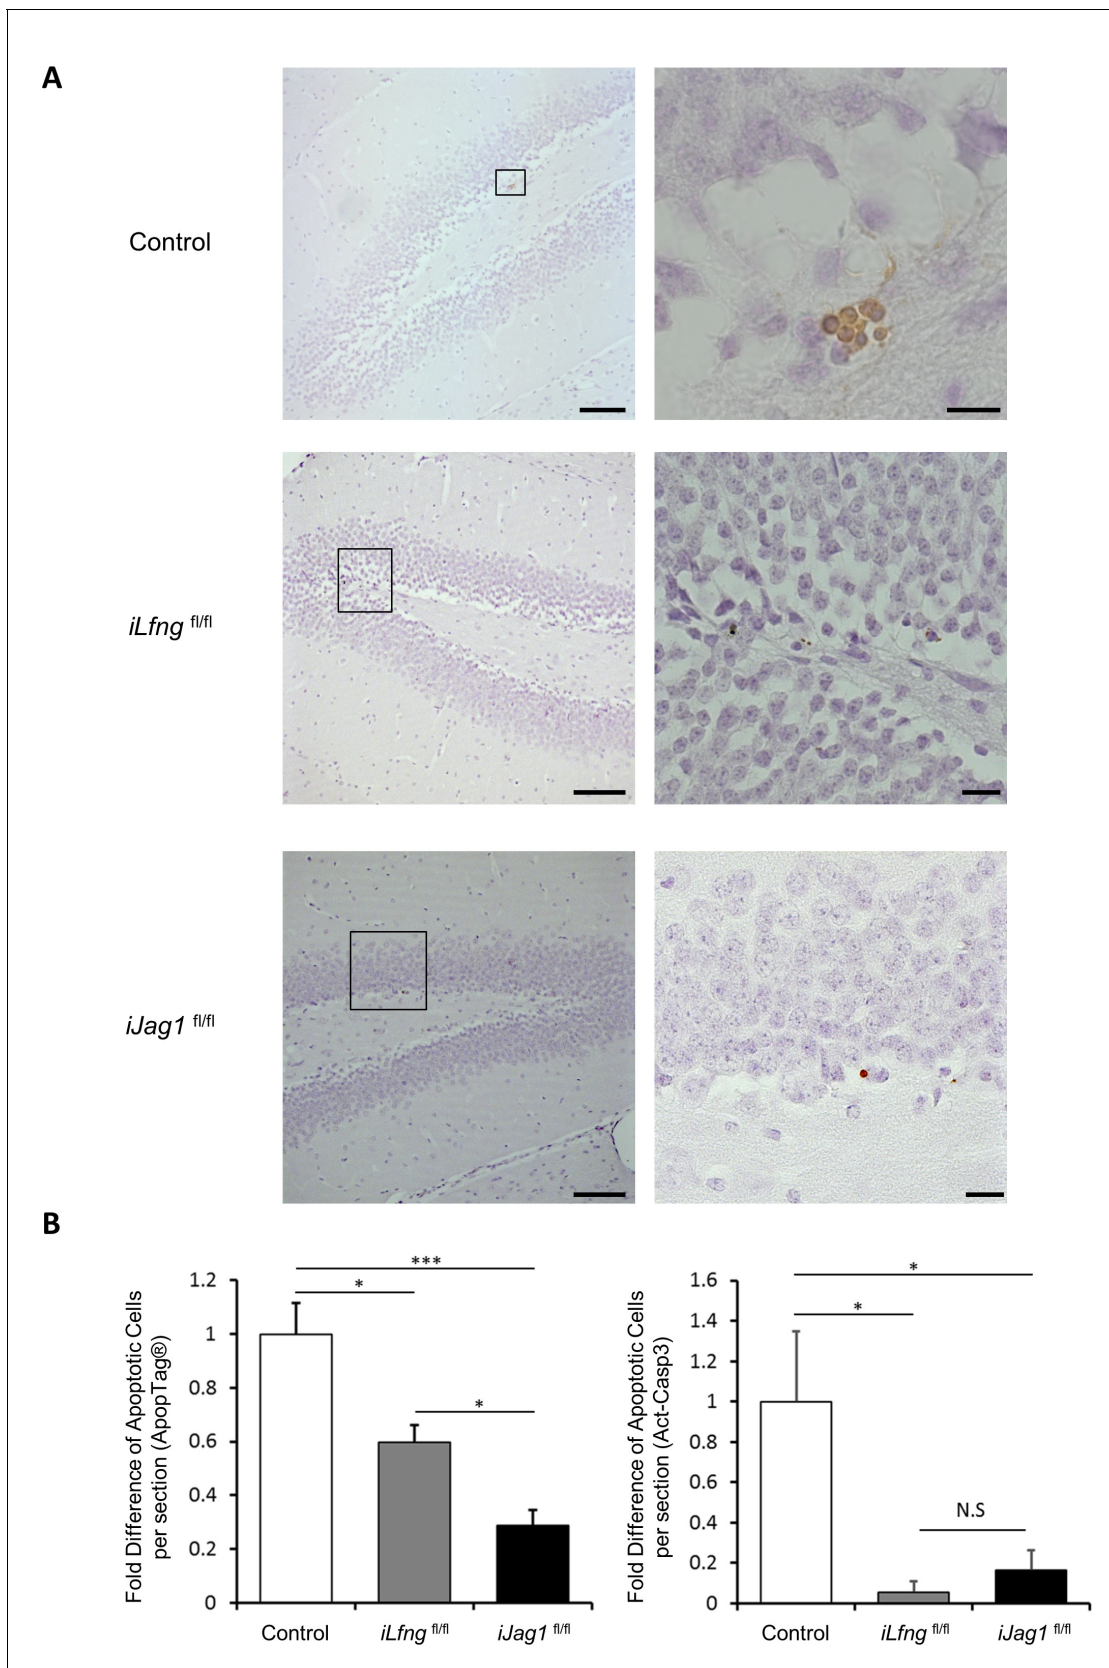 A
Control
iLfng fl/fl
iJag1 fl/fl
B
Fold Difference of Apoptotic Cells
per section (ApopTag®)
1.2
1
0.8
0.6
0.4
0.2
0
***
*
*
Control
iLfng fl/fl
iJag1 fl/fl
Fold Difference of Apoptotic Cells
per section (Act-Casp3)
1.6
1.4
1.2
1
0.8
0.6
0.4
0.2
0
*
*
N.S
Control
iLfng fl/fl
iJag1 fl/fl